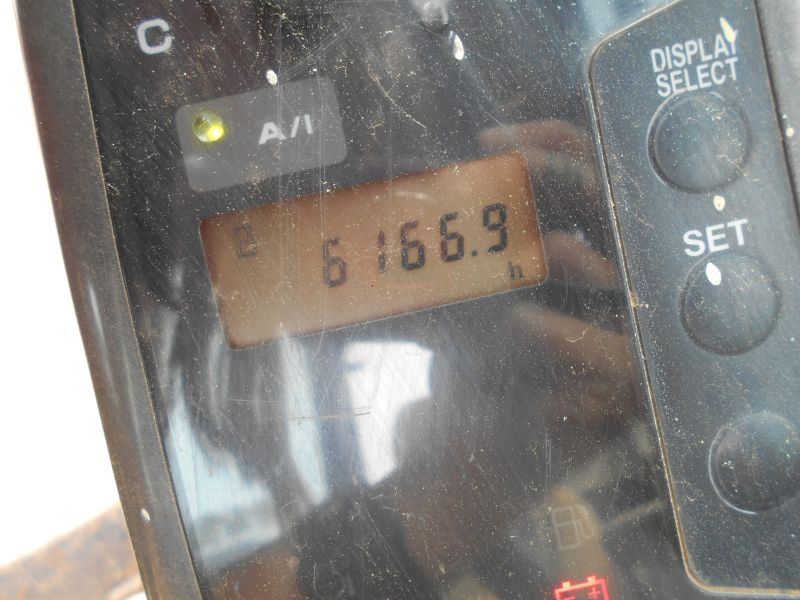 C
DISPLAY
SELECT
A/I
SET
6166.9
h